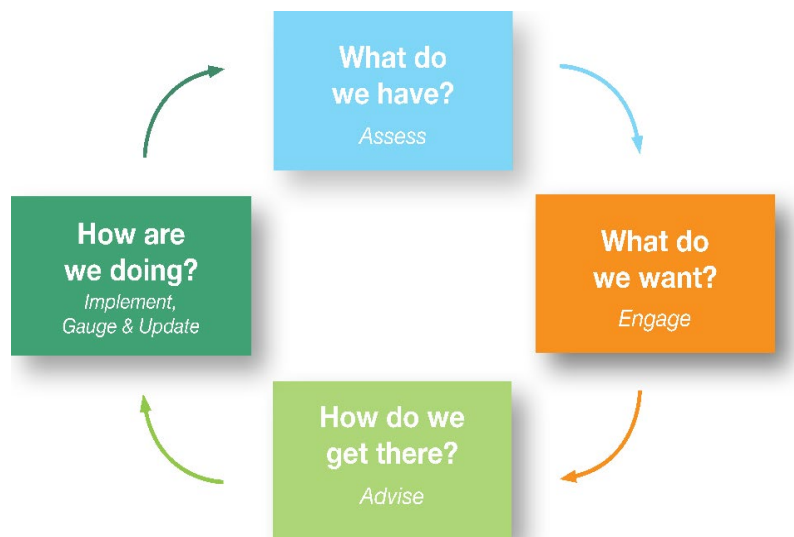 What do
we have?
Assess
What do
we want?
Engage
How do we
get there?
Advise
How are
we doing?
Implement,
Gauge & Update